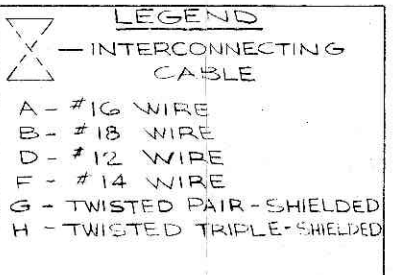 LEGEND
— INTERCONNECTING
CABLE
A - #16 WIRE
B - #18 WIRE
D - #12 WIRE
F - #14 WIRE
G - TWISTED PAIR-SHIELDED
H - TWISTED TRIPLE-SHIELDED